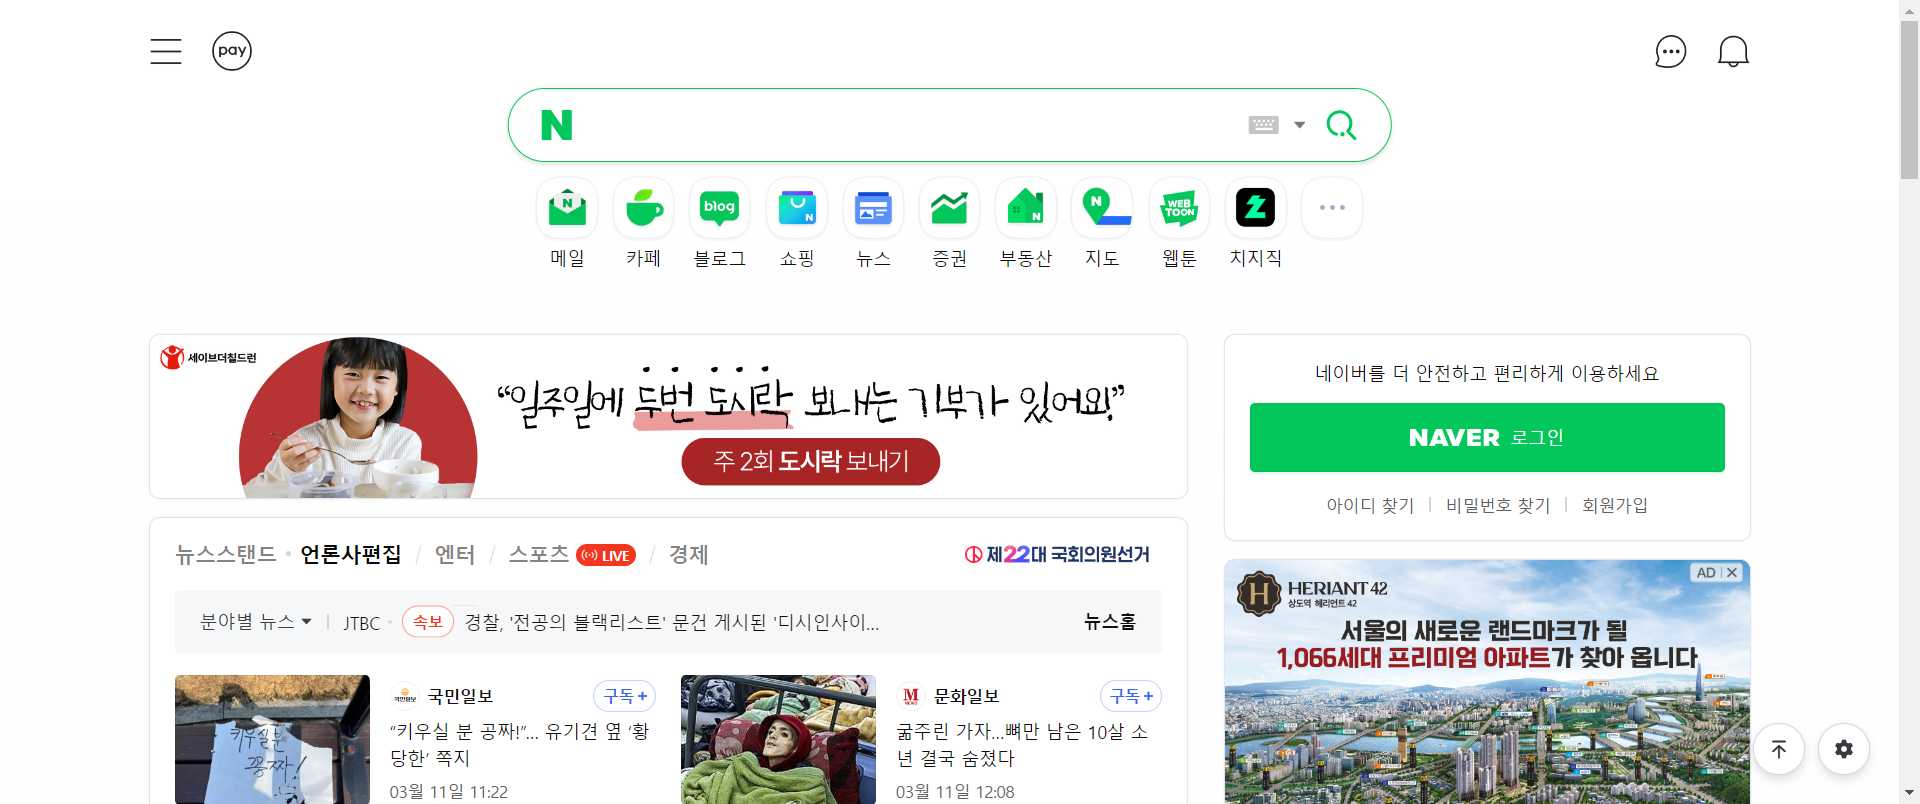 pay
N
메일
카페
blog
블로그
N
쇼핑
뉴스
증권
N
부동산
N
지도
WEB
TOON
웹툰
치지직
세이브더칠드런
“일주일에 두번 도시락 보내는 기부가 있어요!”
주 2회 도시락 보내기
네이버를 더 안전하고 편리하게 이용하세요
NAVER 로그인
아이디 찾기 | 비밀번호 찾기 | 회원가입
뉴스스탠드 · 언론사편집 / 엔터 / 스포츠 LIVE / 경제
제22대 국회의원선거
분야별 뉴스 | JTBC · 속보 경찰, '전공의 블랙리스트' 문건 게시된 '디시인사이...
뉴스홈
국민일보 구독+
“키우실 분 공짜!”… 유기견 옆 ‘황
당한’ 쪽지
03월 11일 11:22
키우실분
공짜!
문화일보 구독+
굶주린 가자...뼈만 남은 10살 소
년 결국 숨졌다
03월 11일 12:08
AD
H
HERIANT 42
상도역 헤리언트 42
서울의 새로운 랜드마크가 될
1,066세대 프리미엄 아파트가 찾아 옵니다